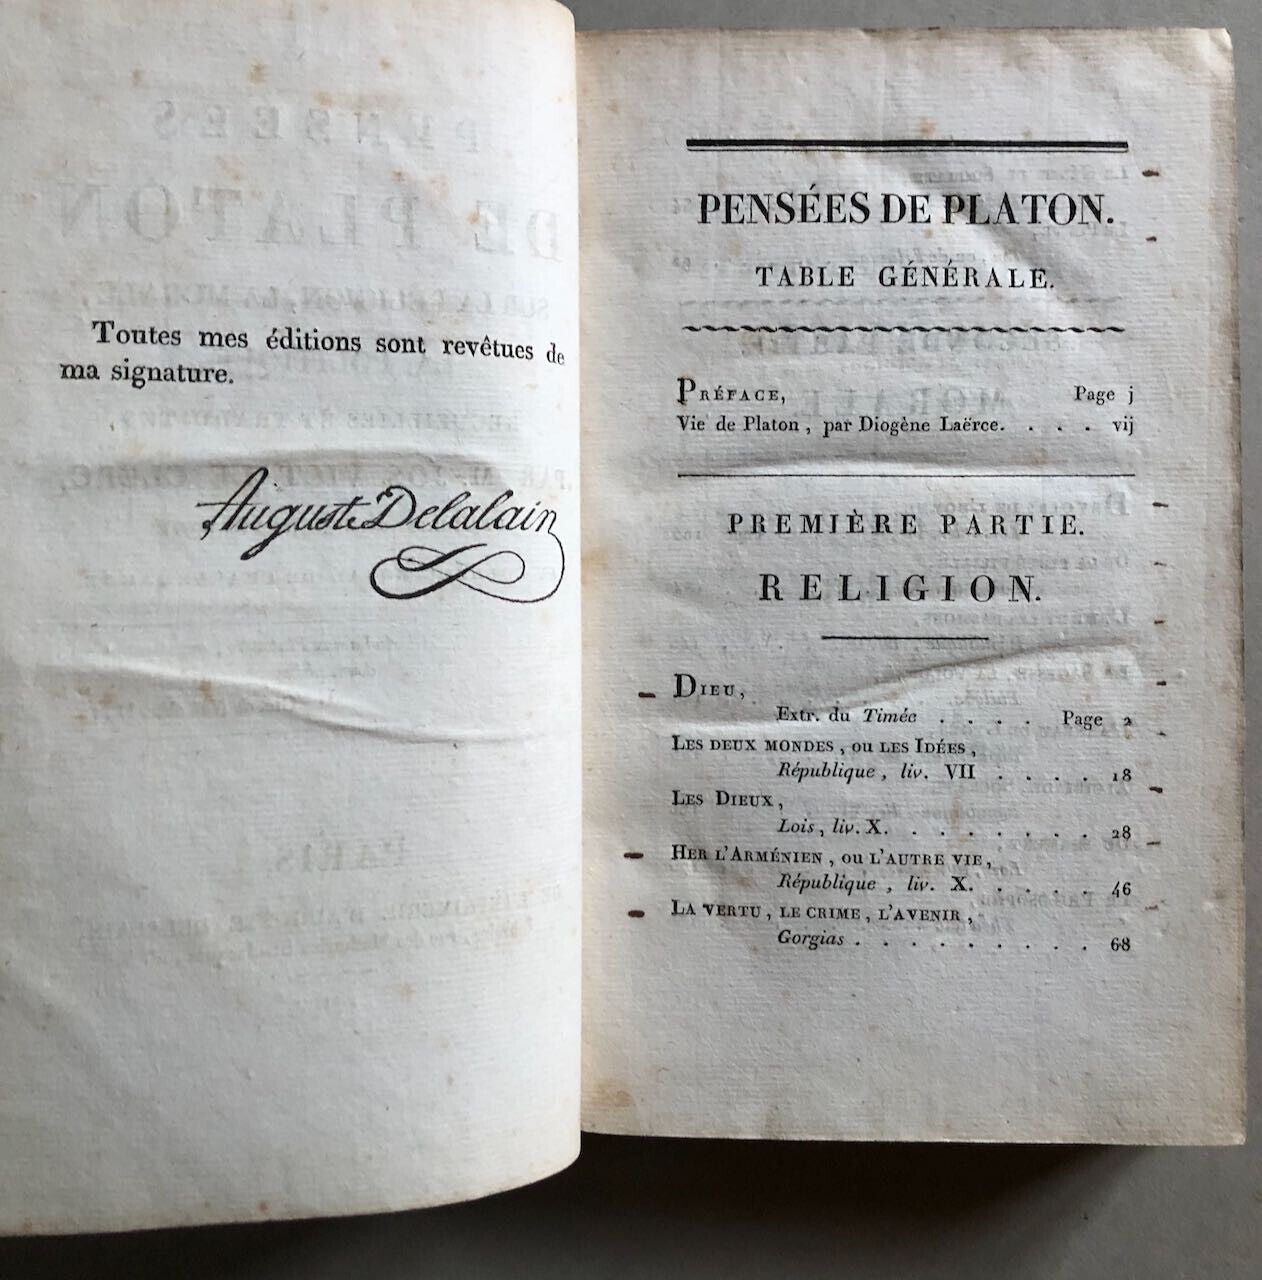 Toutes mes éditions sont revêtues de
ma signature.
Auguste Delalain
PENSÉES DE PLATON.
TABLE GÉNÉRALE.
PRÉFACE, Page j
Vie de Platon, par Diogène Laërce. . . . vij
PREMIÈRE PARTIE.
RELIGION.
DIEU,
Extr. du Timée . . . . Page 2
LES DEUX MONDES, OU LES IDÉES,
République, liv. VII . . . . 18
LES DIEUX,
Lois, liv. X. . . . . . . . . 28
HER L'ARMÉNIEN, OU L'AUTRE VIE,
République, liv. X. . . . . 46
LA VERTU, LE CRIME, L'AVENIR,
Gorgias . . . . . . . . . 68